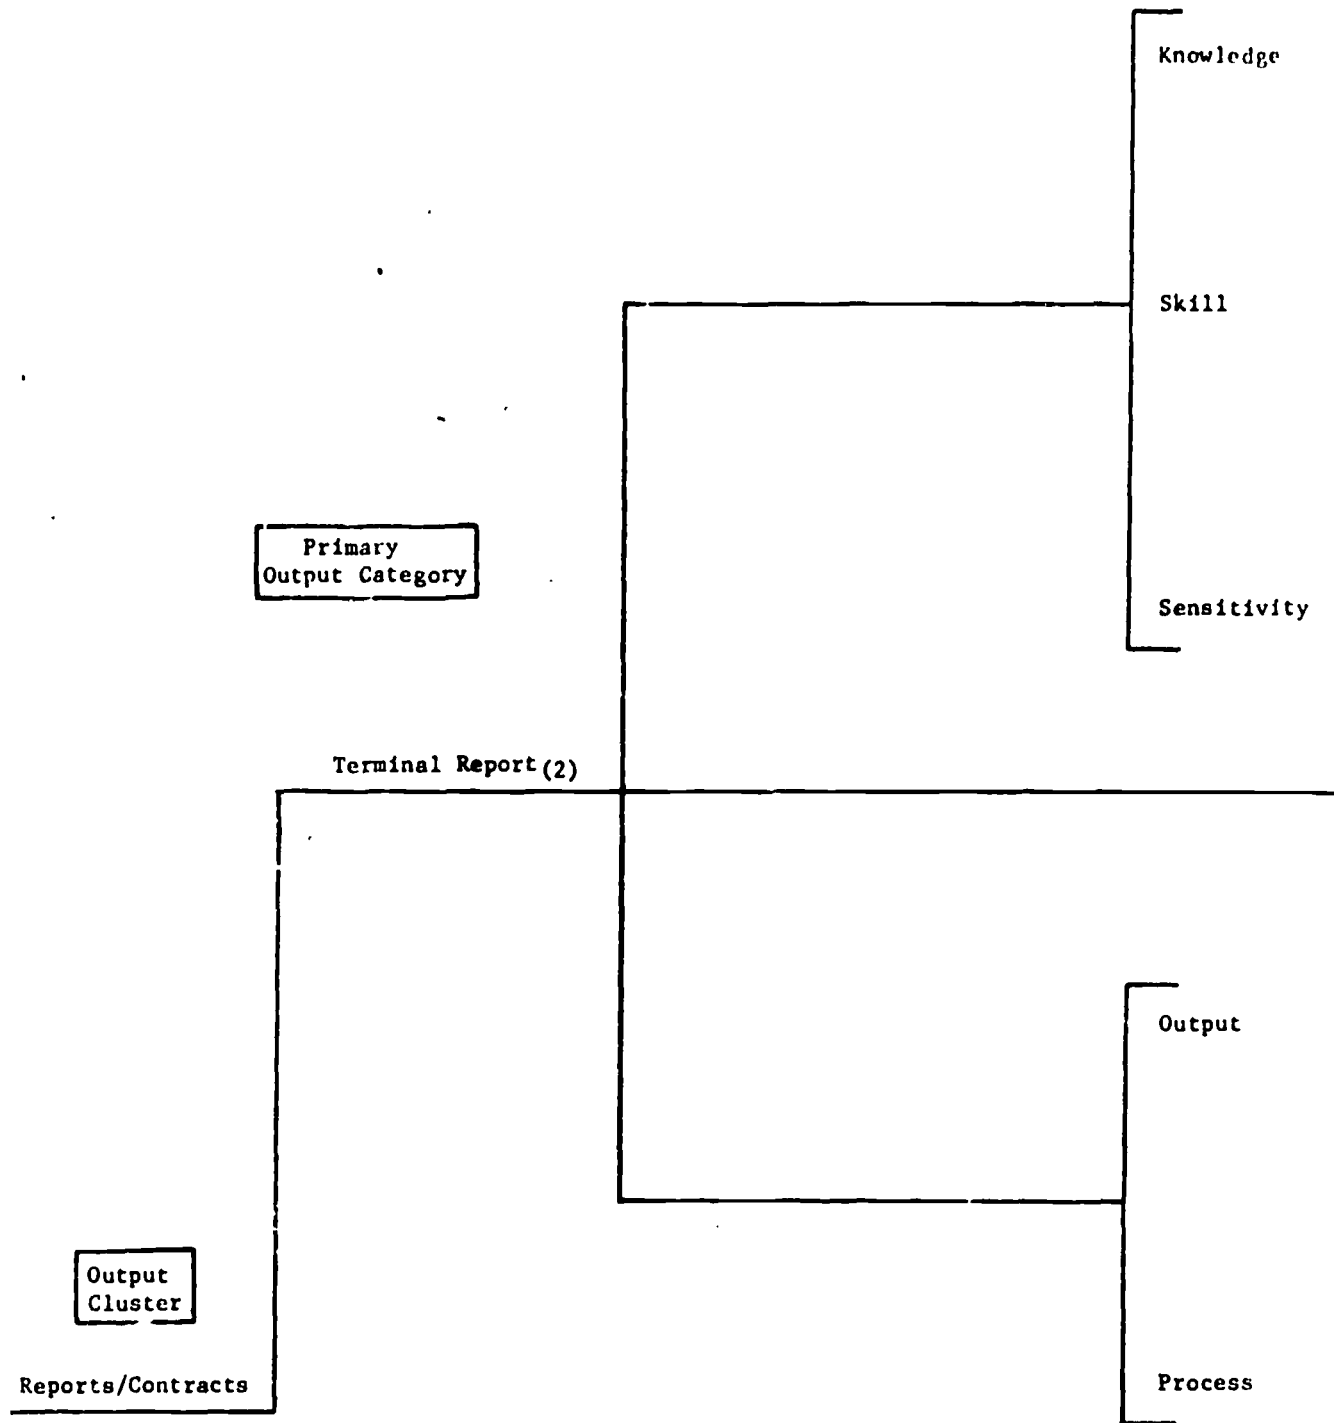 Knowledge
Skill
Primary
Output Category
Sensitivity
Terminal Report (2)
Output
Output
Cluster
Reports/Contracts
Process